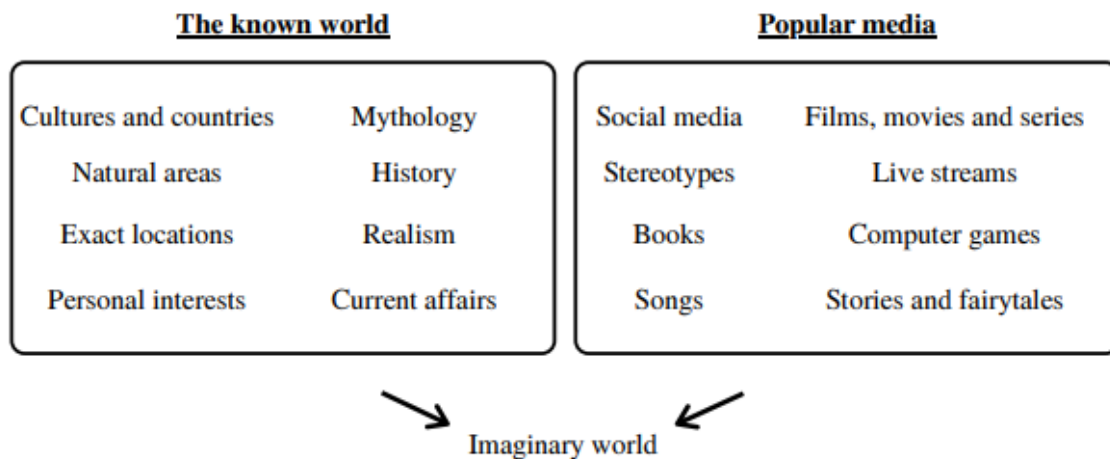 The known world
Popular media
Cultures and countries
Mythology
Natural areas
History
Exact locations
Realism
Personal interests
Current affairs
Social media
Films, movies and series
Stereotypes
Live streams
Books
Computer games
Songs
Stories and fairytales
Imaginary world